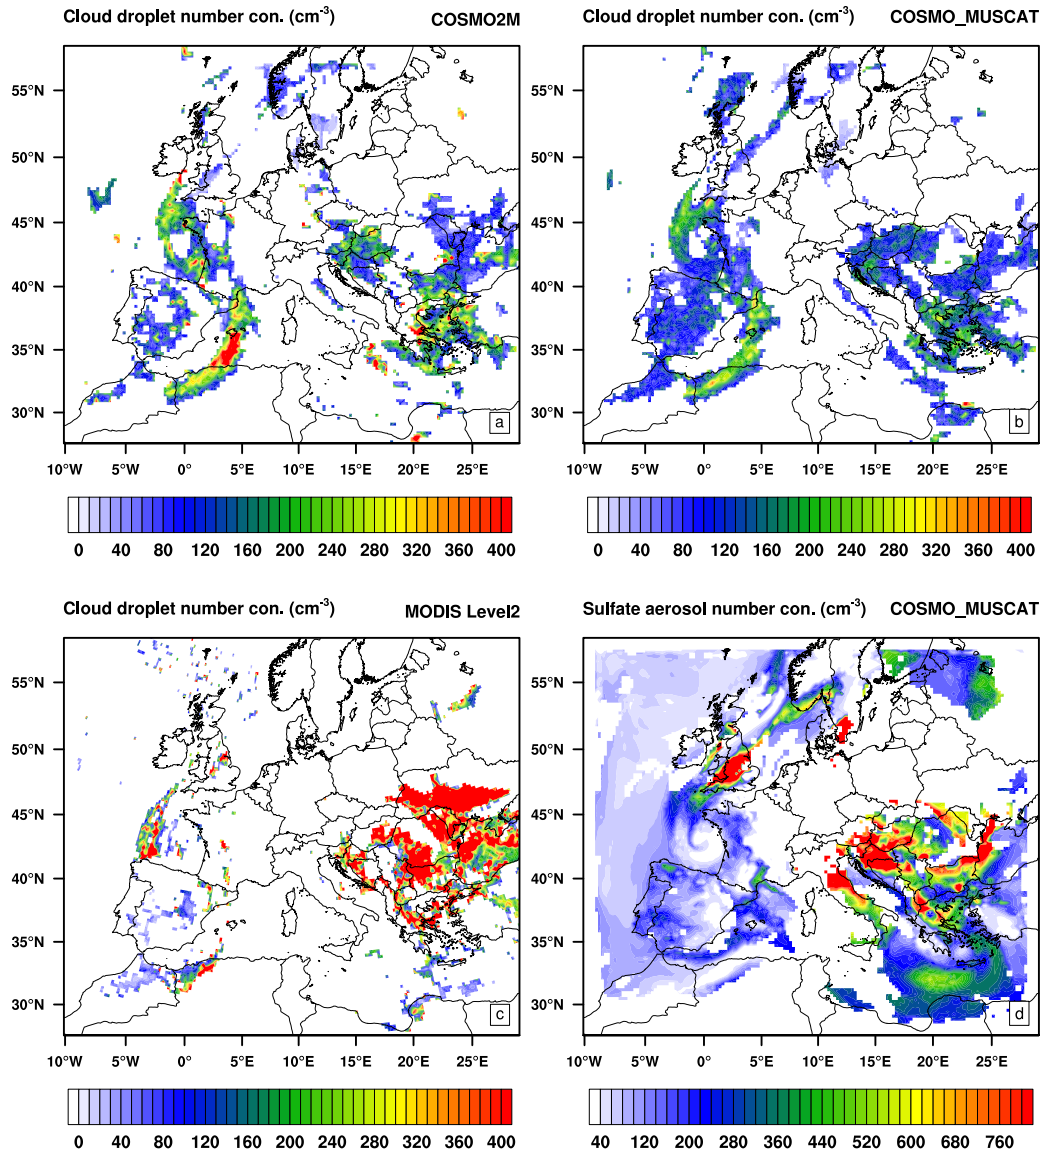 Cloud droplet number con. (cm-3) COSMO2M
55°N
50°N
45°N
40°N
35°N
30°N
a
10°W 5°W 0° 5°E 10°E 15°E 20°E 25°E
0 40 80 120 160 200 240 280 320 360 400
Cloud droplet number con. (cm-3) COSMO_MUSCAT
55°N
50°N
45°N
40°N
35°N
30°N
b
10°W 5°W 0° 5°E 10°E 15°E 20°E 25°E
0 40 80 120 160 200 240 280 320 360 400
Cloud droplet number con. (cm-3) MODIS Level2
55°N
50°N
45°N
40°N
35°N
30°N
c
10°W 5°W 0° 5°E 10°E 15°E 20°E 25°E
0 40 80 120 160 200 240 280 320 360 400
Sulfate aerosol number con. (cm-3) COSMO_MUSCAT
55°N
50°N
45°N
40°N
35°N
30°N
d
10°W 5°W 0° 5°E 10°E 15°E 20°E 25°E
40 120 200 280 360 440 600 680 760